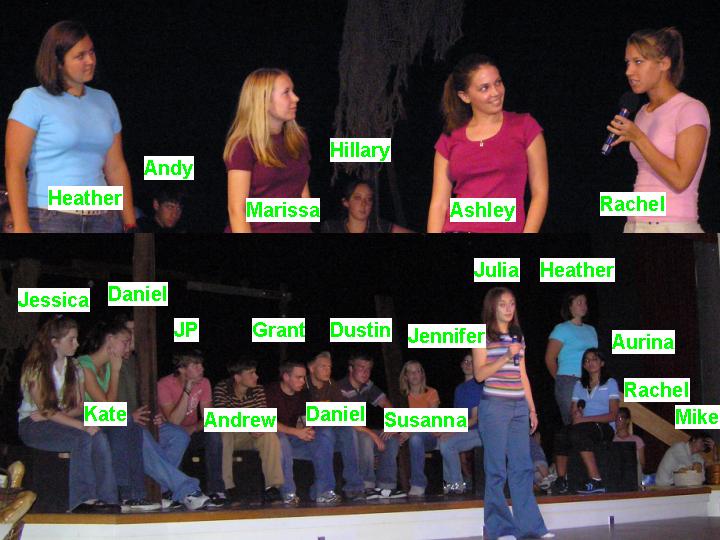 Hillary
Andy
Heather
Marissa
Ashley
Rachel
Julia
Heather
Jessica
Daniel
JP
Grant
Dustin
Jennifer
Aurina
Rachel
Kate
Andrew
Daniel
Susanna
Mike